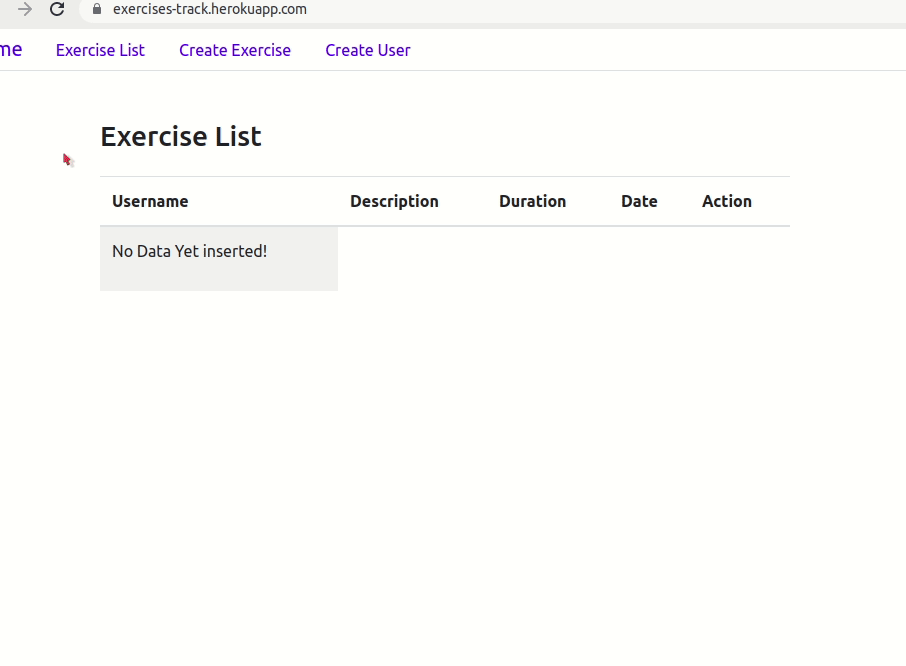 exercises-track.herokuapp.com
me Exercise List Create Exercise Create User
Exercise List
Username Description Duration Date Action
No Data Yet inserted!